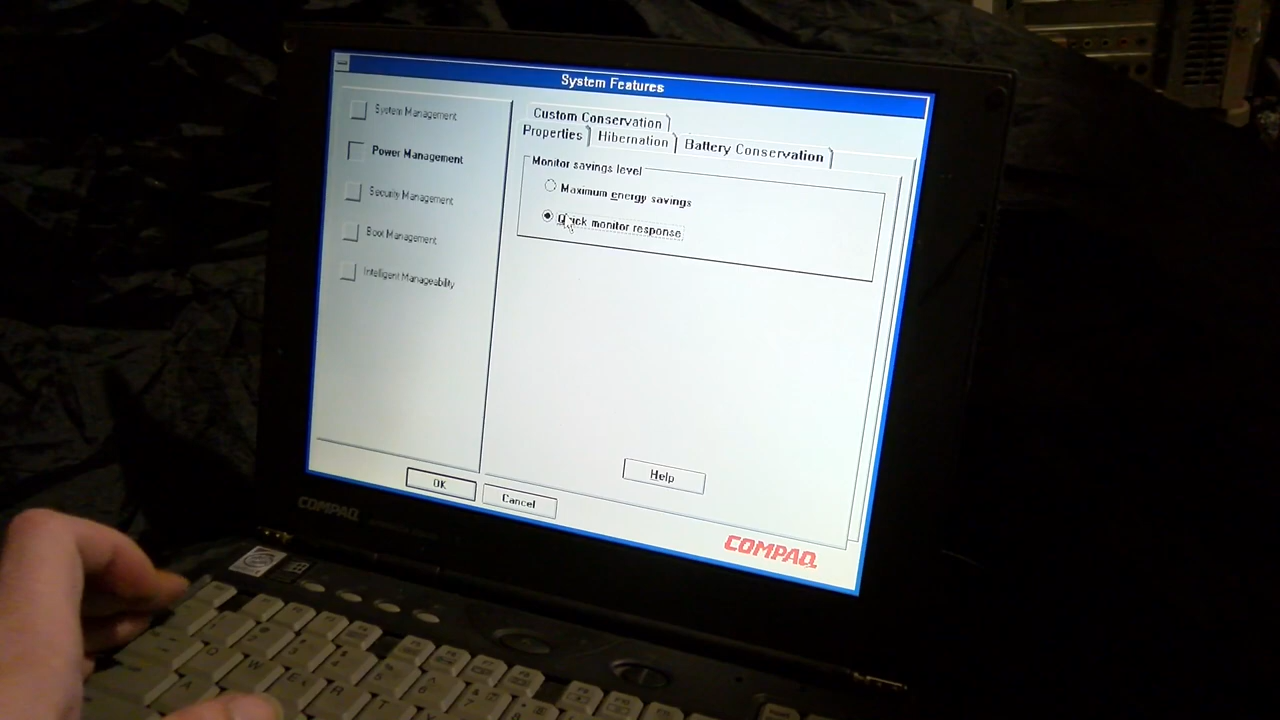 System Features
System Management
Power Management
Security Management
Boot Management
Intelligent Manageability
Custom Conservation
Properties
Hibernation
Battery Conservation
Monitor savings level
Maximum energy savings
Quick monitor response
Help
OK
Cancel
COMPAQ
COMPAQ